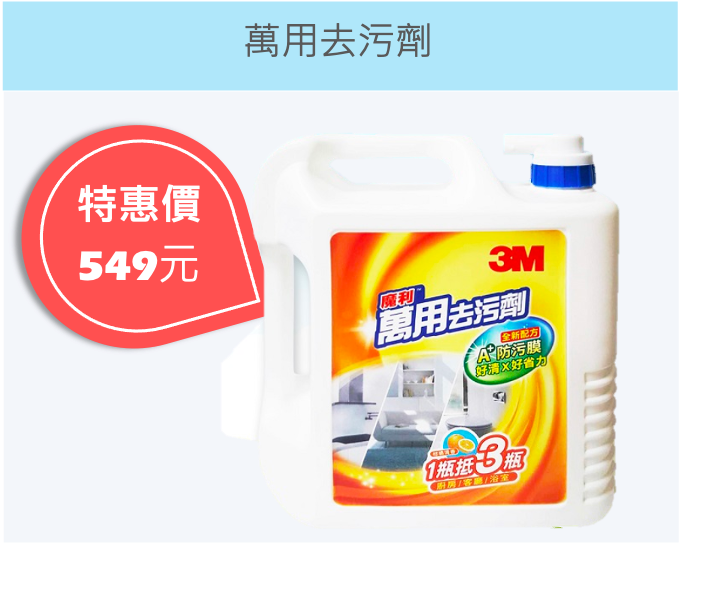 萬用去污劑
特惠價
549元
3M
魔利™
萬用去污劑
全新配方
A⁺防污膜
好清X好省力
1瓶抵3瓶
廚房/客廳/浴室